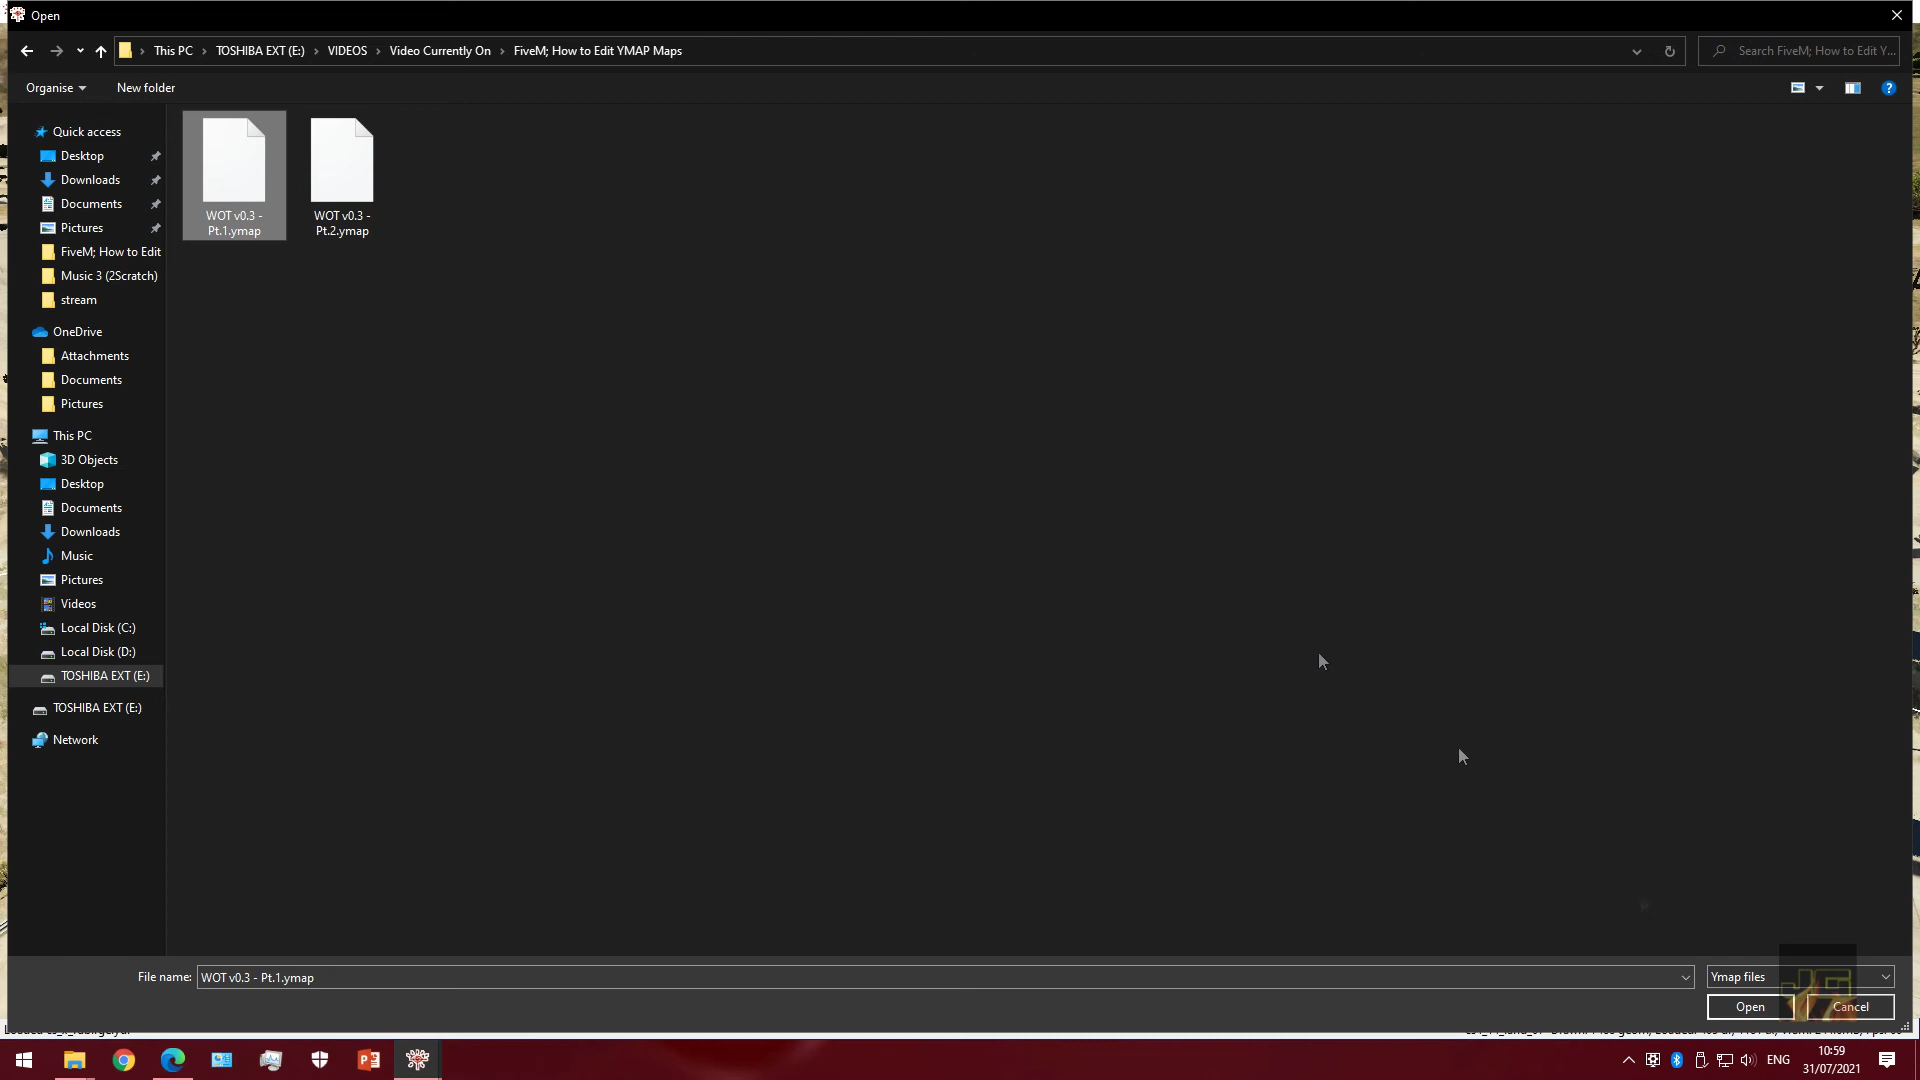 Open
This PC
TOSHIBA EXT (E:)
VIDEOS
Video Currently On
FiveM; How to Edit YMAP Maps
Search FiveM; How to Edit Y...
Organise
New folder
Quick access
Desktop
Downloads
Documents
Pictures
FiveM; How to Edit
Music 3 (2Scratch)
stream
OneDrive
Attachments
Documents
Pictures
This PC
3D Objects
Desktop
Documents
Downloads
Music
Pictures
Videos
Local Disk (C:)
Local Disk (D:)
TOSHIBA EXT (E:)
TOSHIBA EXT (E:)
Network
WOT v0.3 -
Pt.1.ymap
WOT v0.3 -
Pt.2.ymap
File name:
WOT v0.3 - Pt.1.ymap
Ymap files
Open
Cancel
ENG
10:59
31/07/2021